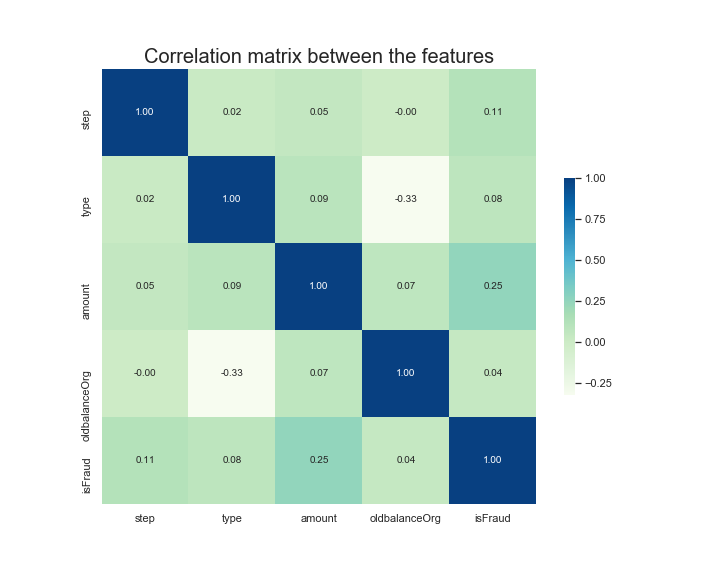 Correlation matrix between the features
step
1.00
0.02
0.05
-0.00
0.11
type
0.02
1.00
0.09
-0.33
0.08
amount
0.05
0.09
1.00
0.07
0.25
oldbalanceOrg
-0.00
-0.33
0.07
1.00
0.04
isFraud
0.11
0.08
0.25
0.04
1.00
step
type
amount
oldbalanceOrg
isFraud
1.00
0.75
0.50
0.25
0.00
−0.25